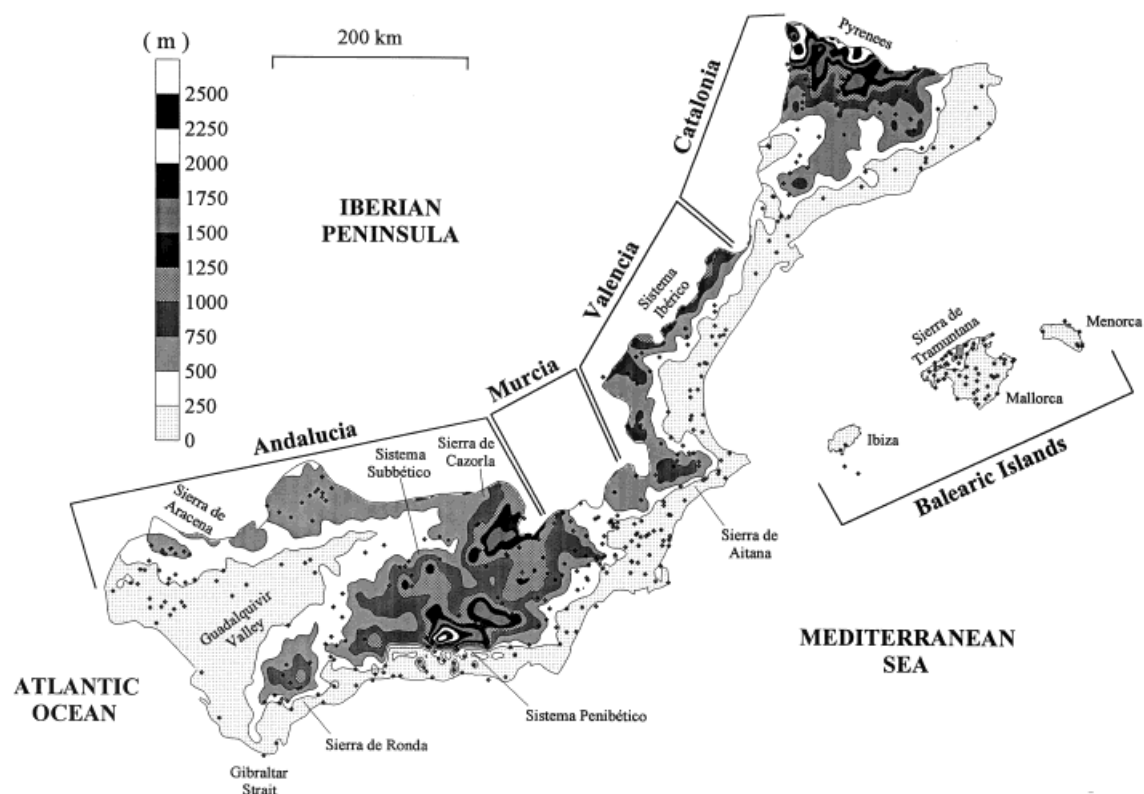 ( m )
2500
2250
2000
1750
1500
1250
1000
750
500
250
0
200 km
Pyrenees
Catalonia
IBERIAN
PENINSULA
Valencia
Sistema
Ibérico
Murcia
Menorca
Sierra de
Tramuntana
Mallorca
Ibiza
Balearic Islands
Andalucia
Sistema
Subbético
Sierra de
Cazorla
Sierra de
Aracena
Sierra de
Aitana
Guadalquivir
Valley
MEDITERRANEAN
SEA
ATLANTIC
OCEAN
Sistema Penibético
Sierra de Ronda
Gibraltar
Strait